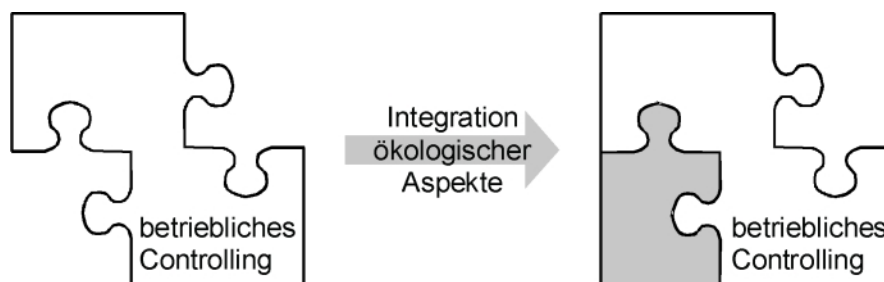 betriebliches
Controlling
Integration
ökologischer
Aspekte
betriebliches
Controlling